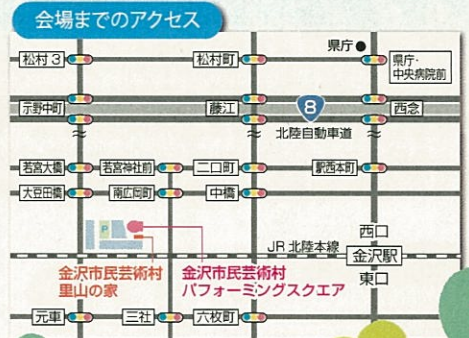 会場までのアクセス
県庁
松村3
松村町
県庁・
中央病院前
示野中町
藤江
8
西念
北陸自動車道
若宮大橋
若宮神社前
二口町
駅西本町
大豆田橋
南広岡町
中橋
P
西口
JR北陸本線
金沢駅
東口
金沢市民芸術村
里山の家
金沢市民芸術村
パフォーミングスクエア
元車
三社
六枚町